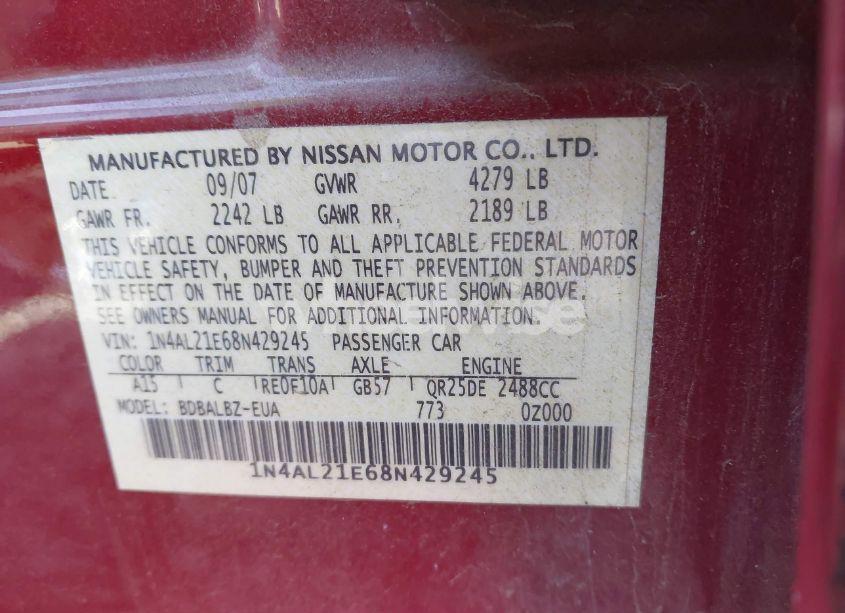 MANUFACTURED BY NISSAN MOTOR CO., LTD.
DATE 09/07 GVWR 4279 LB
GAWR FR. 2242 LB GAWR RR. 2189 LB
THIS VEHICLE CONFORMS TO ALL APPLICABLE FEDERAL MOTOR
VEHICLE SAFETY, BUMPER AND THEFT PREVENTION STANDARDS
IN EFFECT ON THE DATE OF MANUFACTURE SHOWN ABOVE.
SEE OWNERS MANUAL FOR ADDITIONAL INFORMATION.
VIN: 1N4AL21E68N429245 PASSENGER CAR
COLOR TRIM TRANS AXLE ENGINE
A15 C RE0F10A GB57 QR25DE 2488CC
MODEL: BDBALBZ-EUA 773 0Z000
1N4AL21E68N429245